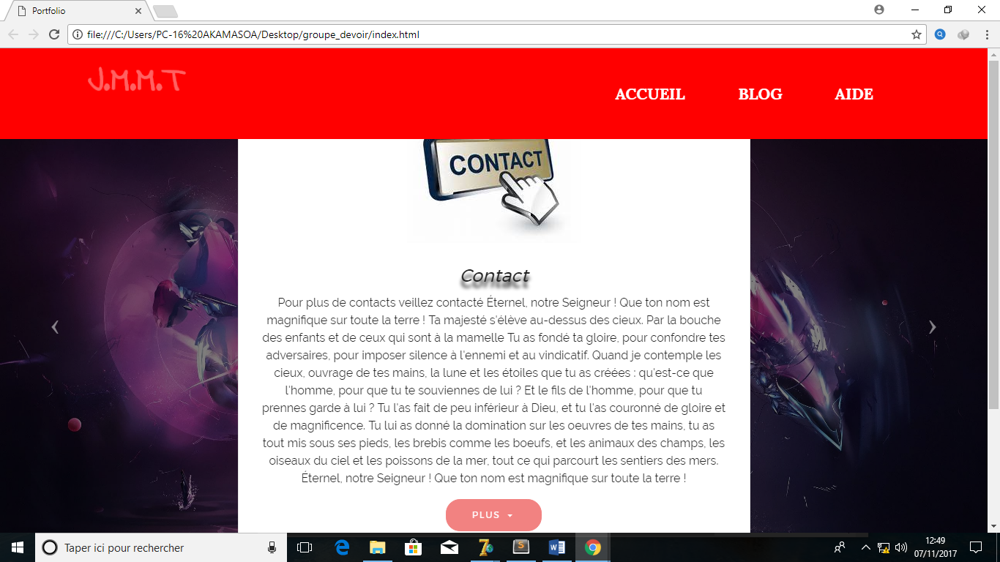 Portfolio
file:///C:/Users/PC-16%20AKAMASOA/Desktop/groupe_devoir/index.html
J.M.M.T
ACCUEIL BLOG AIDE
CONTACT
Contact
Pour plus de contacts veillez contacté Éternel, notre Seigneur ! Que ton nom est
magnifique sur toute la terre ! Ta majesté s'élève au-dessus des cieux. Par la bouche
des enfants et de ceux qui sont à la mamelle Tu as fondé ta gloire, pour confondre tes
adversaires, pour imposer silence à l'ennemi et au vindicatif. Quand je contemple les
cieux, ouvrage de tes mains, la lune et les étoiles que tu as créées : qu'est-ce que
l'homme, pour que tu te souviennes de lui ? Et le fils de l'homme, pour que tu
prennes garde à lui ? Tu l'as fait de peu inférieur à Dieu, et tu l'as couronné de gloire et
de magnificence. Tu lui as donné la domination sur les oeuvres de tes mains, tu as
tout mis sous ses pieds, les brebis comme les boeufs, et les animaux des champs, les
oiseaux du ciel et les poissons de la mer, tout ce qui parcourt les sentiers des mers.
Éternel, notre Seigneur ! Que ton nom est magnifique sur toute la terre !
PLUS
Taper ici pour rechercher
12:49
07/11/2017